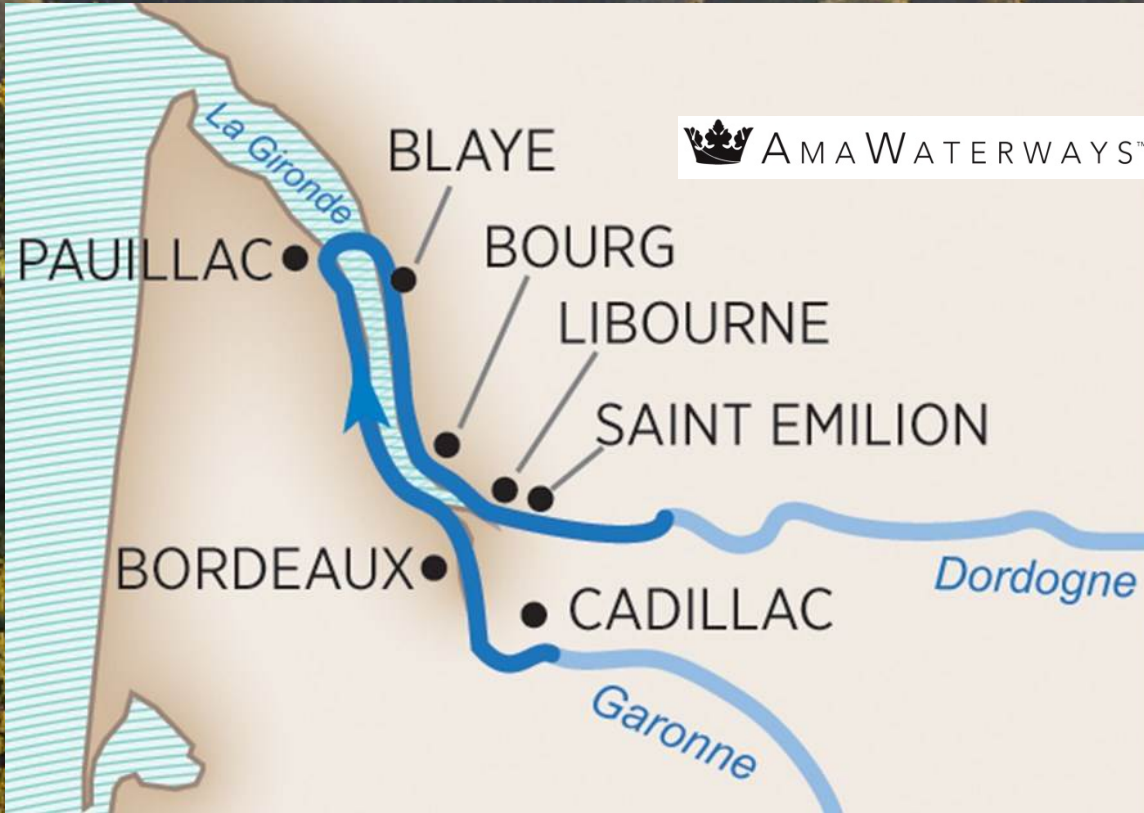 La Gironde
BLAYE
AMAWATERWAYS™
PAUILLAC
BOURG
LIBOURNE
SAINT EMILION
BORDEAUX
Dordogne
CADILLAC
Garonne